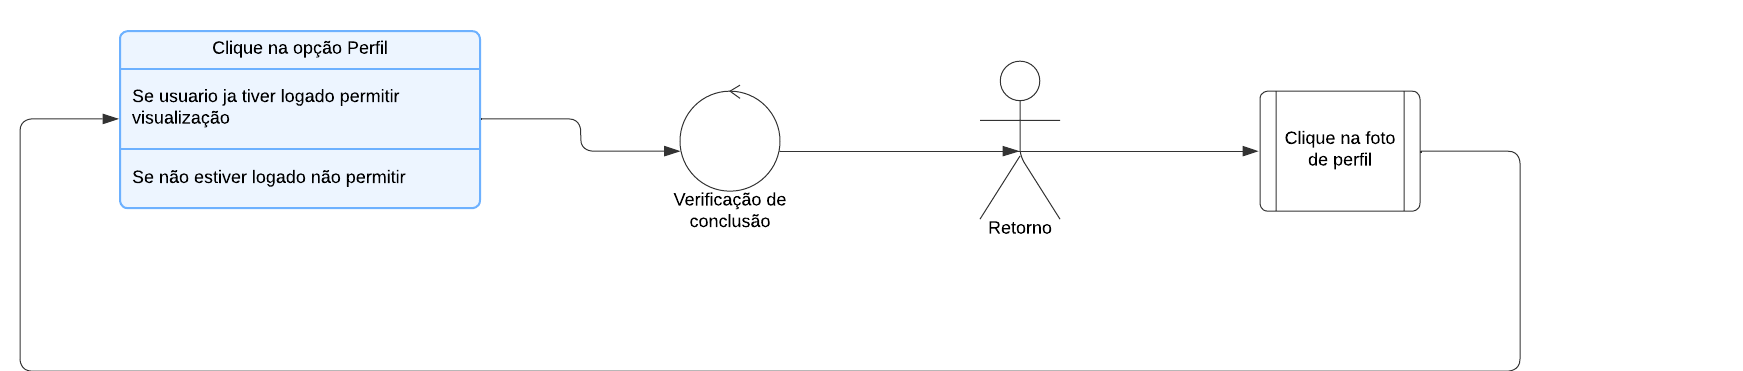 Clique na opção Perfil
Se usuario ja tiver logado permitir
visualização
Se não estiver logado não permitir
Verificação de
conclusão
Retorno
Clique na foto
de perfil